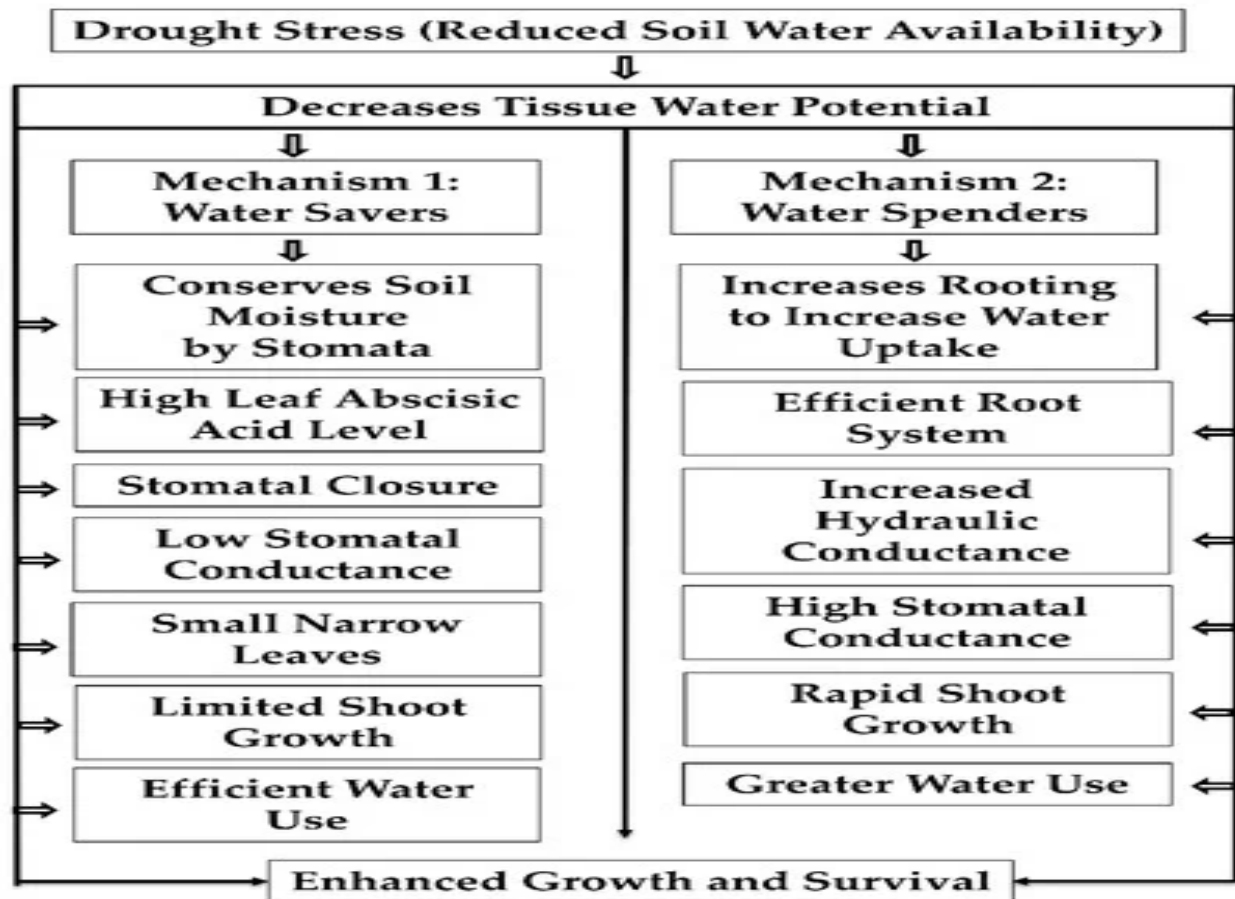 Drought Stress (Reduced Soil Water Availability)
Decreases Tissue Water Potential
Mechanism 1:
Water Savers
Conserves Soil
Moisture
by Stomata
High Leaf Abscisic
Acid Level
Stomatal Closure
Low Stomatal
Conductance
Small Narrow
Leaves
Limited Shoot
Growth
Efficient Water
Use
Mechanism 2:
Water Spenders
Increases Rooting
to Increase Water
Uptake
Efficient Root
System
Increased
Hydraulic
Conductance
High Stomatal
Conductance
Rapid Shoot
Growth
Greater Water Use
Enhanced Growth and Survival